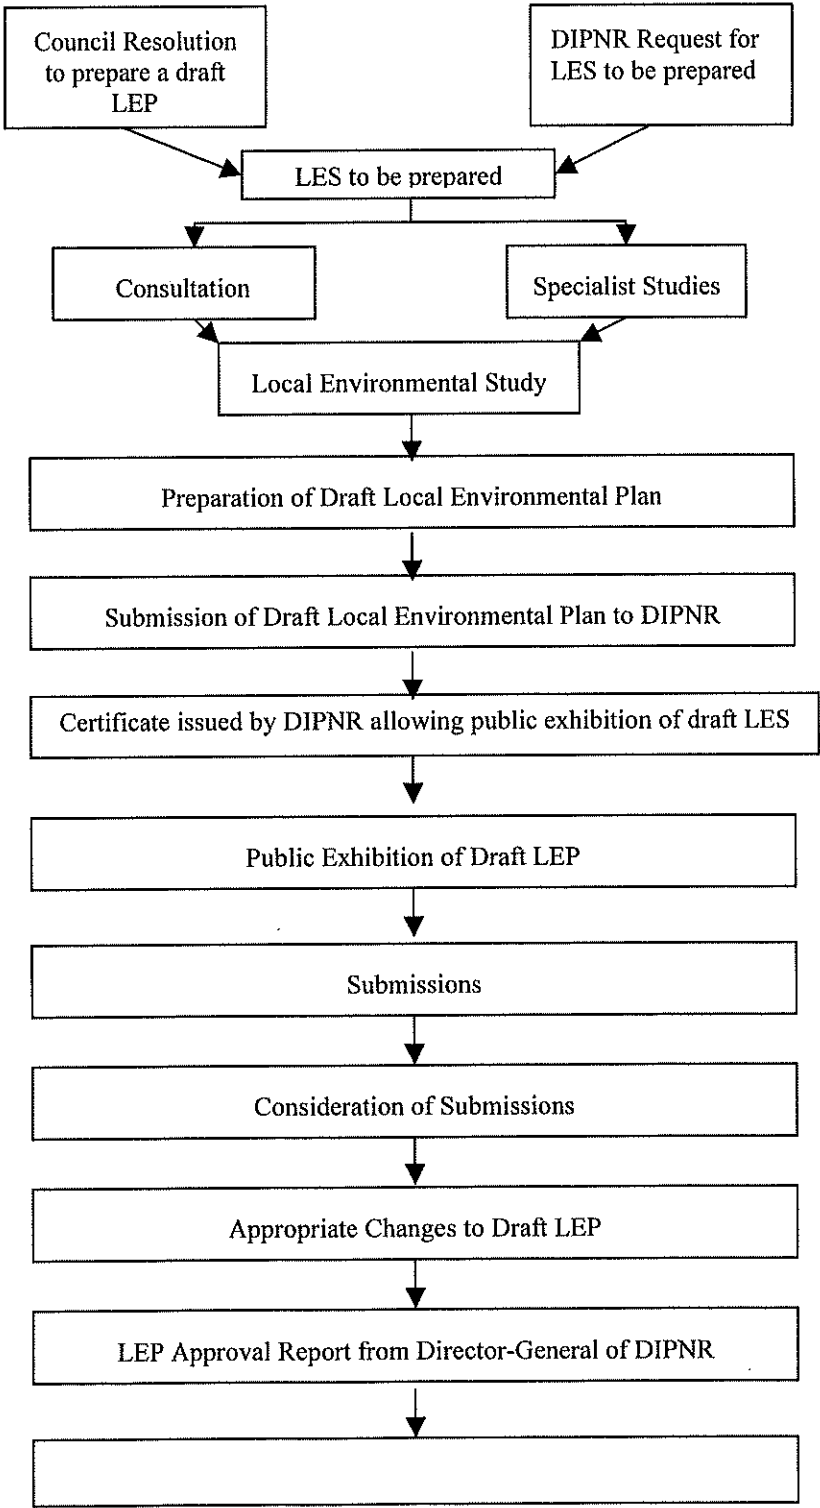 Council Resolution
to prepare a draft
LEP
DIPNR Request for
LES to be prepared
LES to be prepared
Consultation
Specialist Studies
Local Environmental Study
Preparation of Draft Local Environmental Plan
Submission of Draft Local Environmental Plan to DIPNR
Certificate issued by DIPNR allowing public exhibition of draft LES
Public Exhibition of Draft LEP
Submissions
Consideration of Submissions
Appropriate Changes to Draft LEP
LEP Approval Report from Director-General of DIPNR